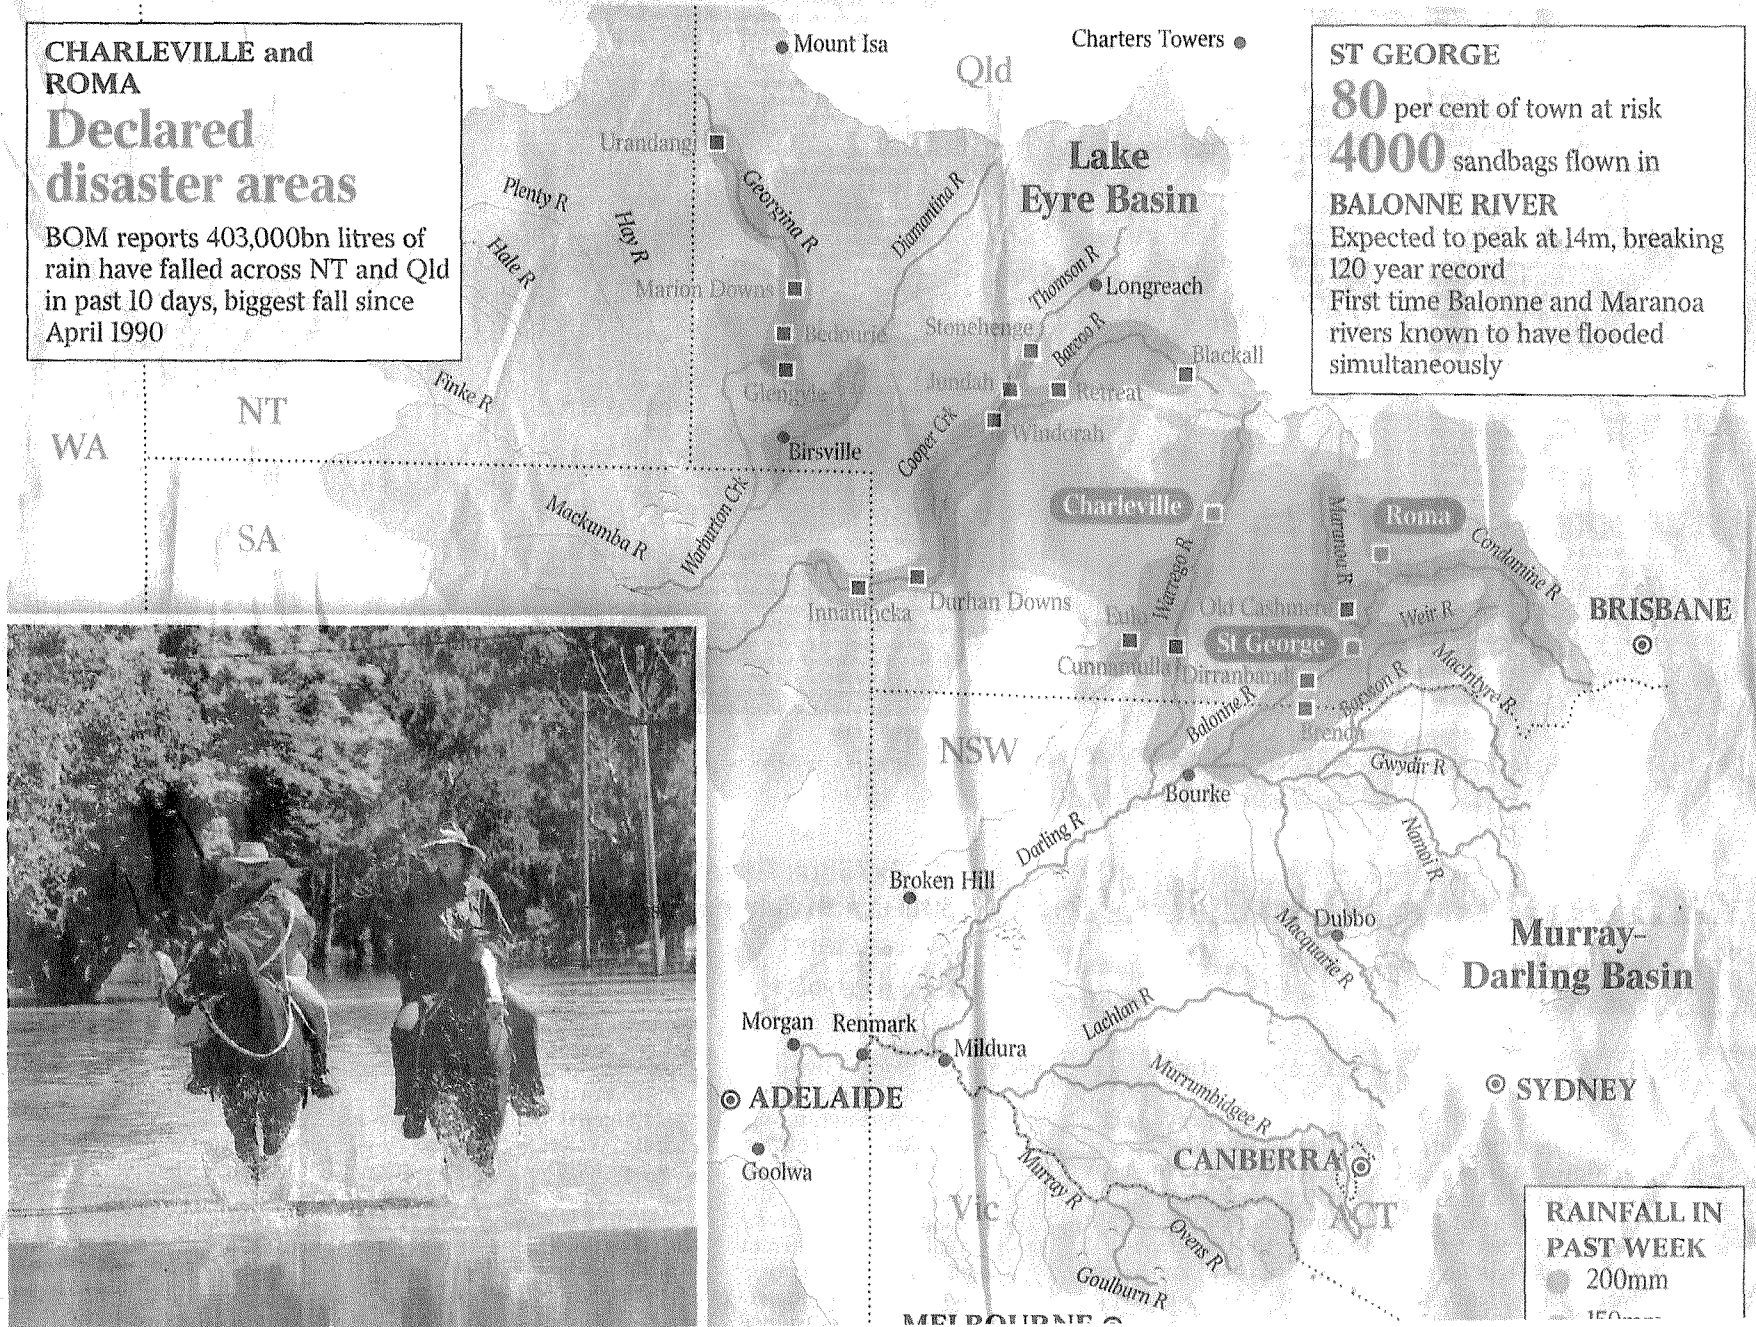 CHARLEVILLE and
ROMA
Declared
disaster areas
BOM reports 403,000bn litres of
rain have falled across NT and Qld
in past 10 days, biggest fall since
April 1990
Mount Isa
Charters Towers
Qld
ST GEORGE
80 per cent of town at risk
4000 sandbags flown in
BALONNE RIVER
Expected to peak at 14m, breaking
120 year record
First time Balonne and Maranoa
rivers known to have flooded
simultaneously
Urandangi
Lake
Eyre Basin
Plenty R
Hay R
Hale R
Georgina R
Diamantina R
Thomson R
Longreach
Marion Downs
Bedourie
Stonehenge
Barcoo R
Blackall
Glengyle
Jundah
Retreat
Finke R
NT
WA
Birsville
Cooper Crk
Windorah
Mackumba R
Warburton Crk
SA
Charleville
Maranoa R
Roma
Condamine R
Warrego R
Innamincka
Durhan Downs
Eulo
Old Cashmere
Weir R
BRISBANE
St George
Cunnamulla
Dirranbandi
MacIntyre R
Balonne R
Brenda
NSW
Gwydir R
Bourke
Darling R
Namoi R
Broken Hill
Dubbo
Macquarie R
Murray-
Darling Basin
Lachlan R
Morgan
Renmark
Mildura
Murrumbidgee R
ADELAIDE
SYDNEY
Goolwa
CANBERRA
Murray R
Vic
ACT
Ovens R
Goulburn R
MELBOURNE
RAINFALL IN
PAST WEEK
200mm
150mm